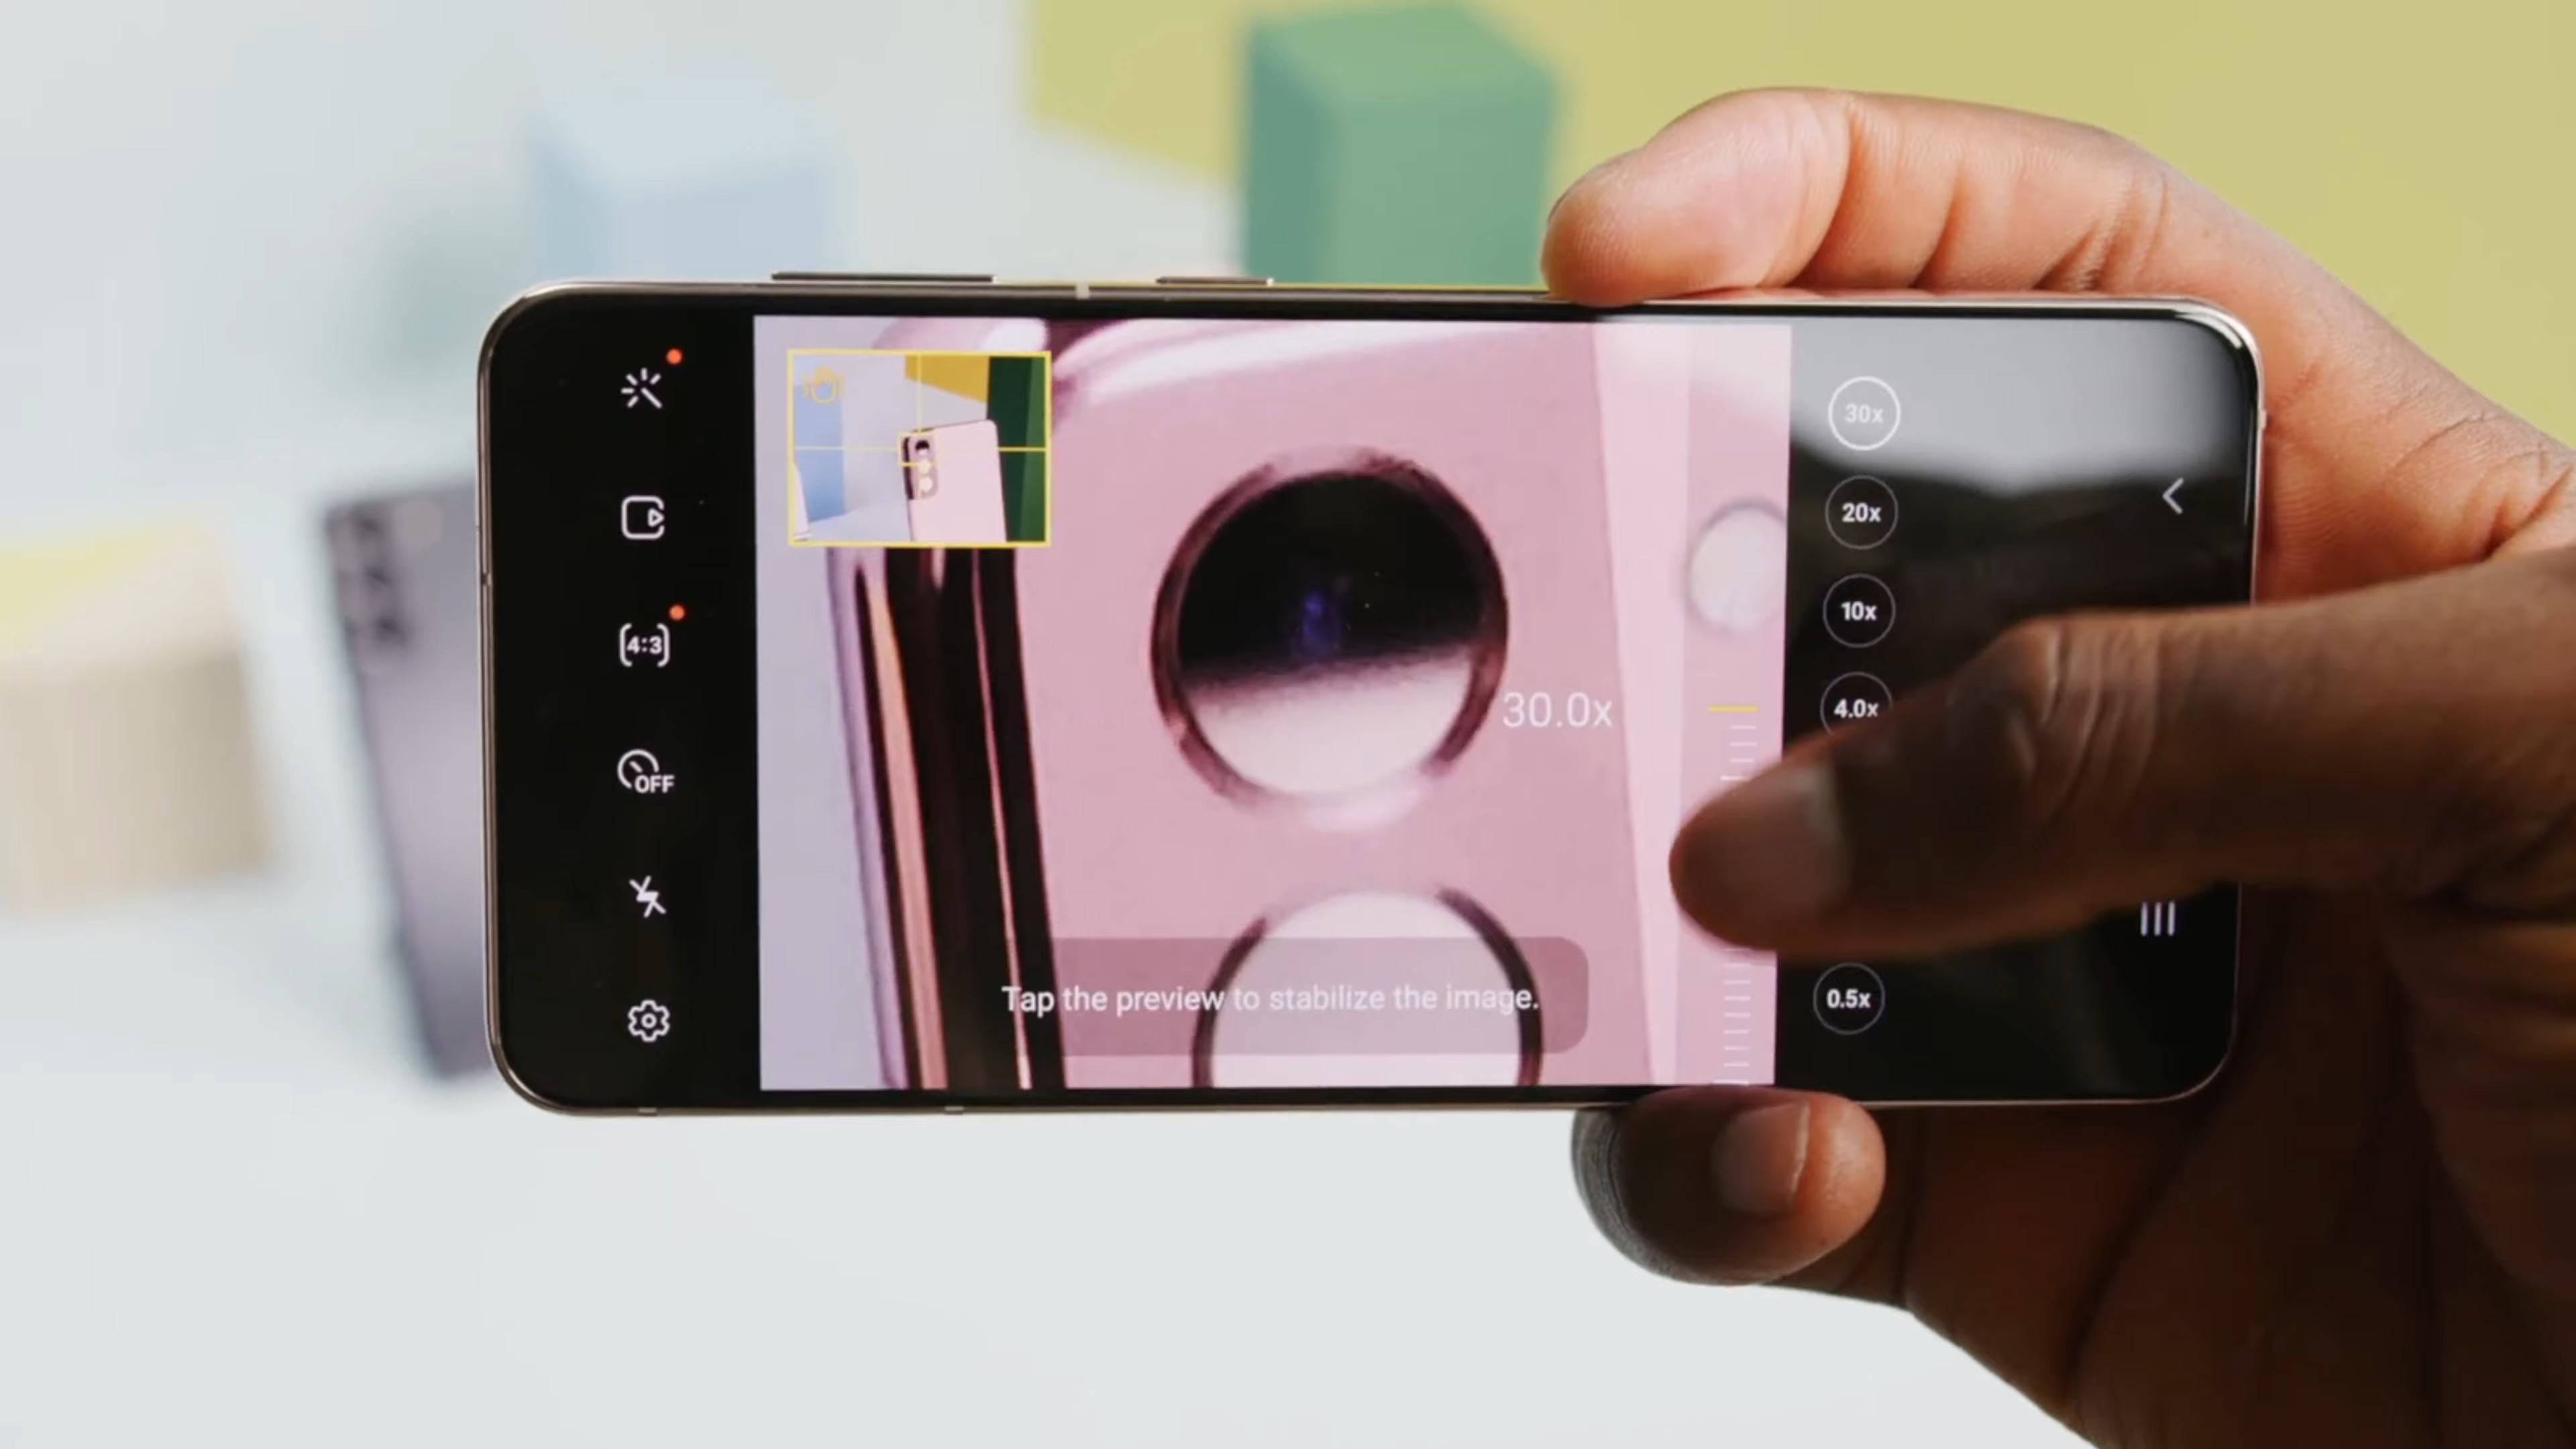 4:3
OFF
30.0x
Tap the preview to stabilize the image.
30x
20x
10x
4.0x
0.5x